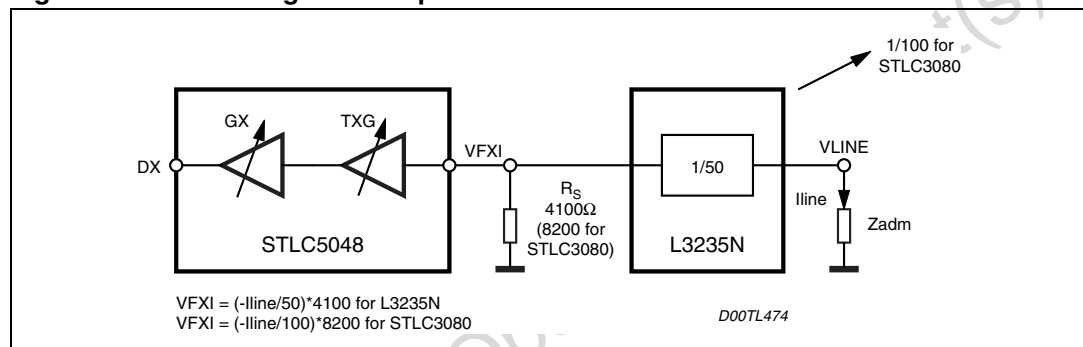 1/100 for
STLC3080
GX
TXG
DX
VFXI
RS
4100Ω
(8200 for
STLC3080)
STLC5048
1/50
L3235N
VLINE
Iline
Zadm
VFXI = (-Iline/50)*4100 for L3235N
VFXI = (-Iline/100)*8200 for STLC3080
D00TL474